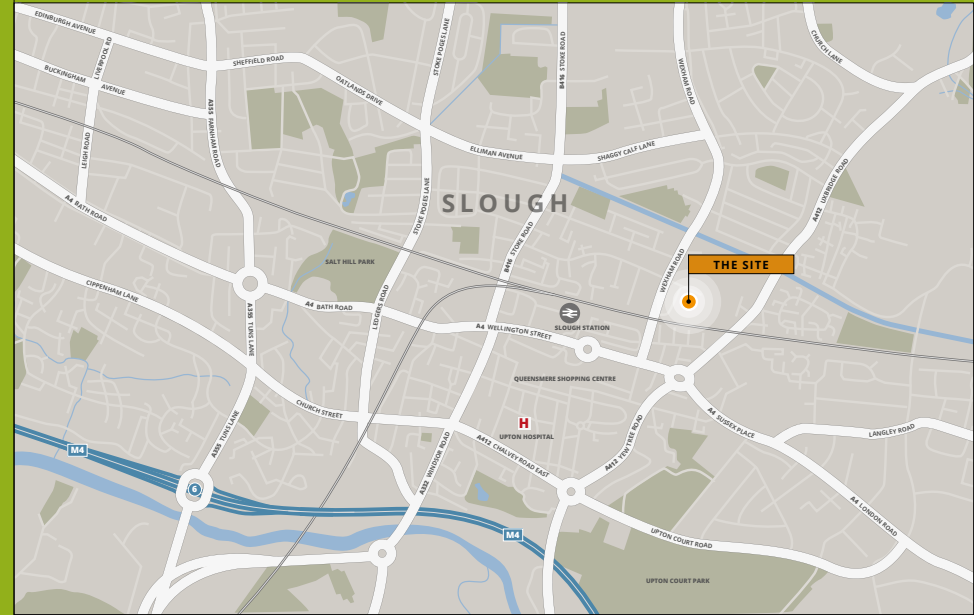 EDINBURGH AVENUE
LIVERPOOL RD
BUCKINGHAM AVENUE
LEIGH ROAD
SHEFFIELD ROAD
A355 FARNHAM ROAD
OATLANDS DRIVE
STOKE POGES LANE
B416 STOKE ROAD
WEXHAM ROAD
CHURCH LANE
ELLIMAN AVENUE
SHAGGY CALF LANE
A412 UXBRIDGE ROAD
A4 BATH ROAD
STOKE POGES LANE
SLOUGH
B416 STOKE ROAD
WEXHAM ROAD
THE SITE
SALT HILL PARK
CIPPENHAM LANE
A4 BATH ROAD
LEDGERS ROAD
A355 TUNS LANE
A4 WELLINGTON STREET
SLOUGH STATION
QUEENSMERE SHOPPING CENTRE
CHURCH STREET
H
UPTON HOSPITAL
A355 TUNS LANE
A332 WINDSOR ROAD
A412 CHALVEY ROAD EAST
A412 YEW TREE ROAD
A4 SUSSEX PLACE
LANGLEY ROAD
M4
6
A4 LONDON ROAD
M4
UPTON COURT ROAD
UPTON COURT PARK